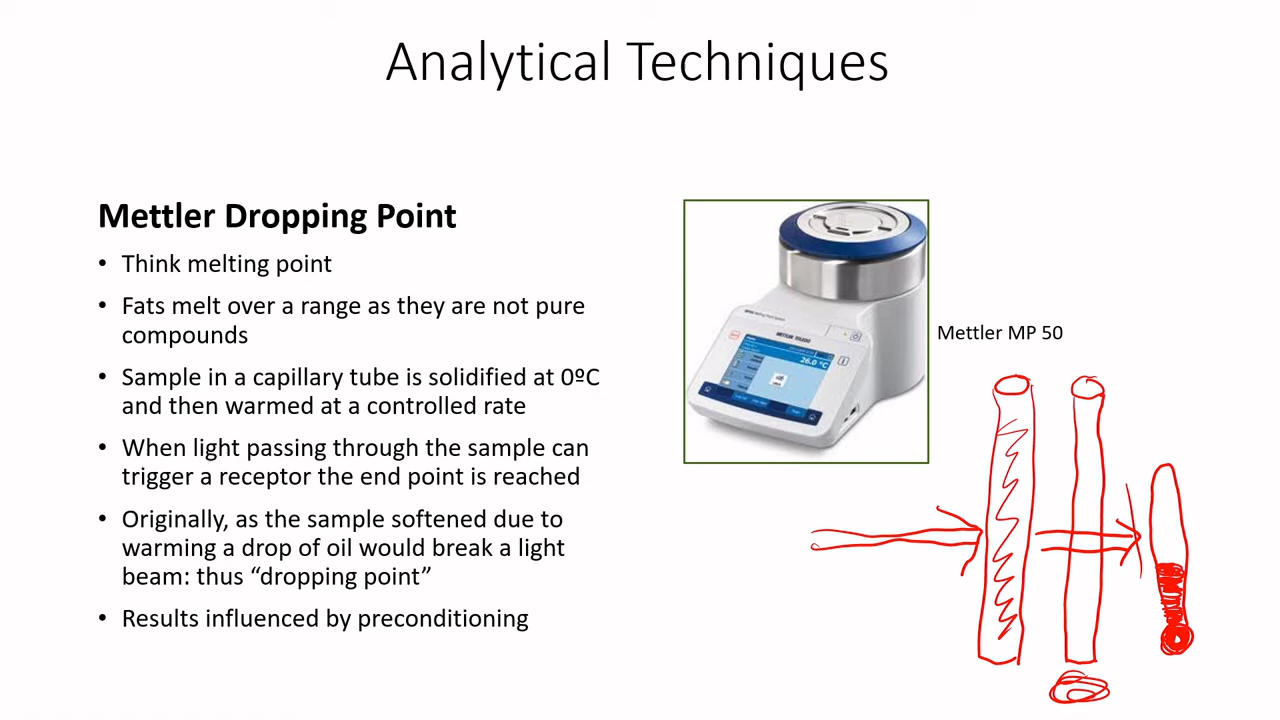 Analytical Techniques
Mettler Dropping Point
• Think melting point
• Fats melt over a range as they are not pure
compounds
• Sample in a capillary tube is solidified at 0ºC
and then warmed at a controlled rate
• When light passing through the sample can
trigger a receptor the end point is reached
• Originally, as the sample softened due to
warming a drop of oil would break a light
beam: thus “dropping point”
• Results influenced by preconditioning
METTLER TOLEDO
26.0 °C
Mettler MP 50